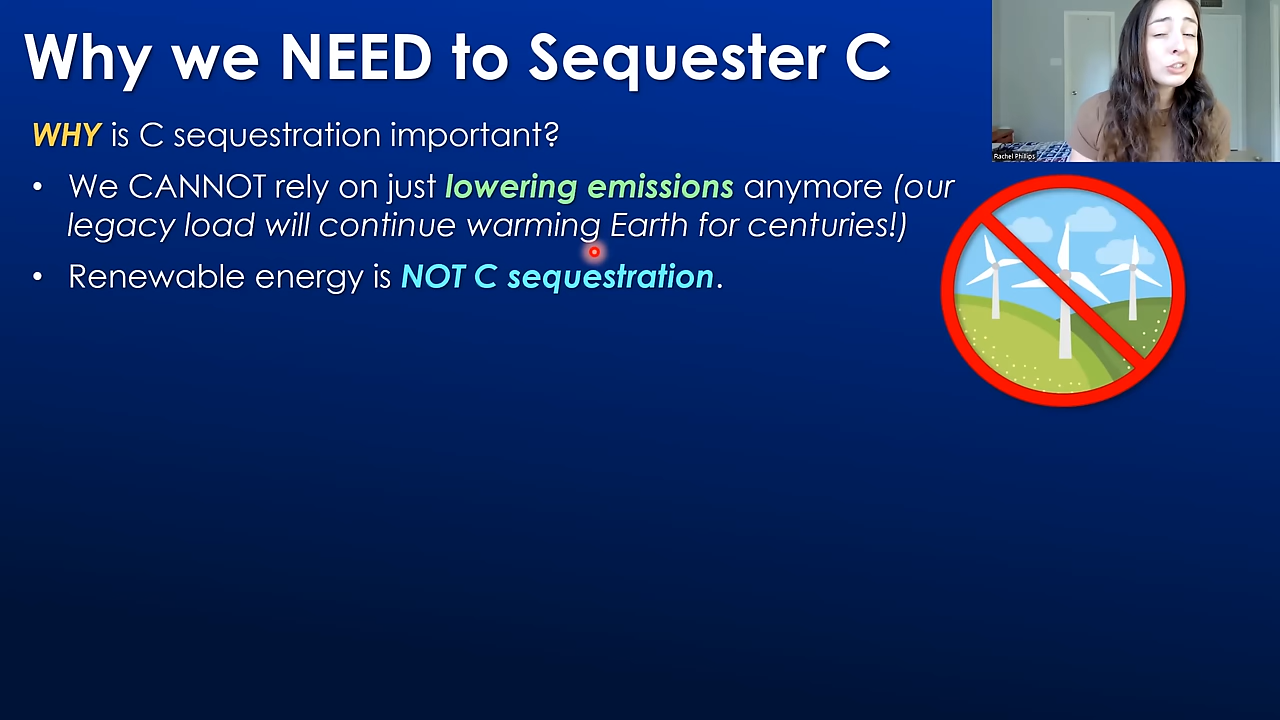 Why we NEED to Sequester C
WHY is C sequestration important?
• We CANNOT rely on just lowering emissions anymore (our
legacy load will continue warming Earth for centuries!)
• Renewable energy is NOT C sequestration.
Rachel Phillips